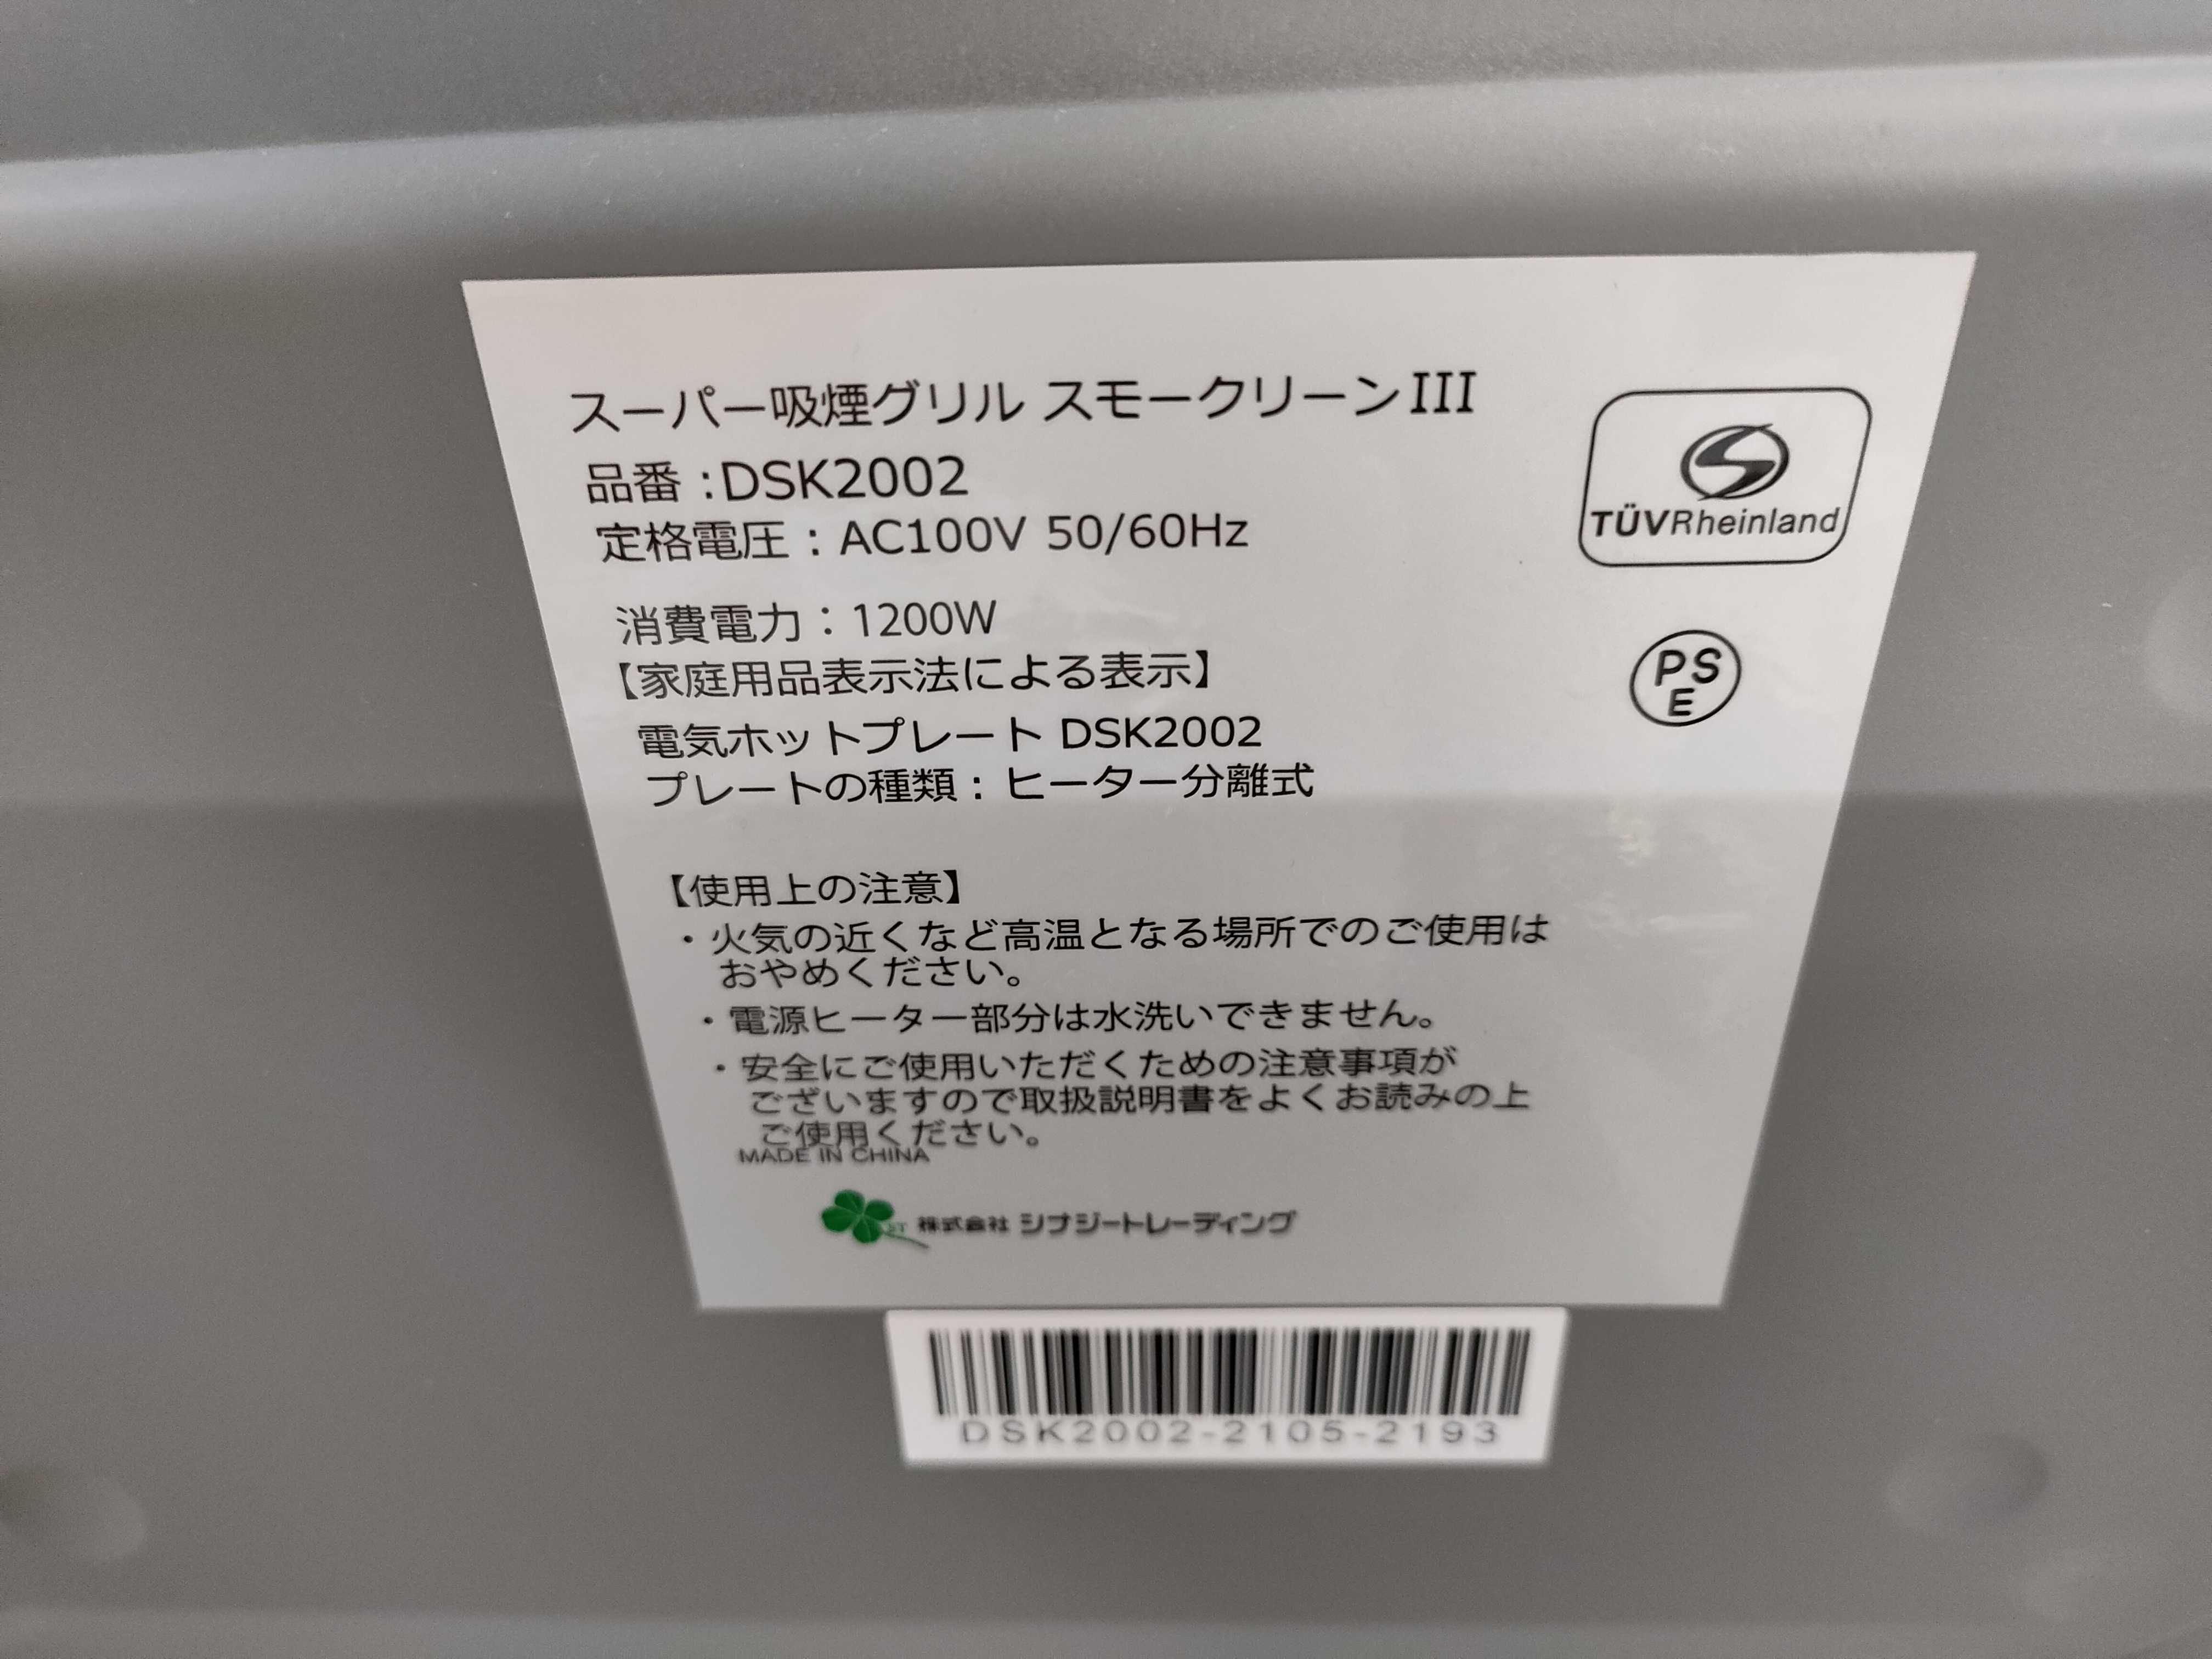 スーパー吸煙グリル スモークリーンIII
品番:DSK2002
定格電圧:AC100V 50/60Hz
消費電力:1200W
【家庭用品表示法による表示】
電気ホットプレート DSK2002
プレートの種類:ヒーター分離式
TÜVRheinland
PS
E
【使用上の注意】
・火気の近くなど高温となる場所でのご使用は
おやめください。
・電源ヒーター部分は水洗いできません。
・安全にご使用いただくための注意事項が
ございますので取扱説明書をよくお読みの上
ご使用ください。
MADE IN CHINA
株式会社 シナジートレーディング
DSK2002-2105-2193